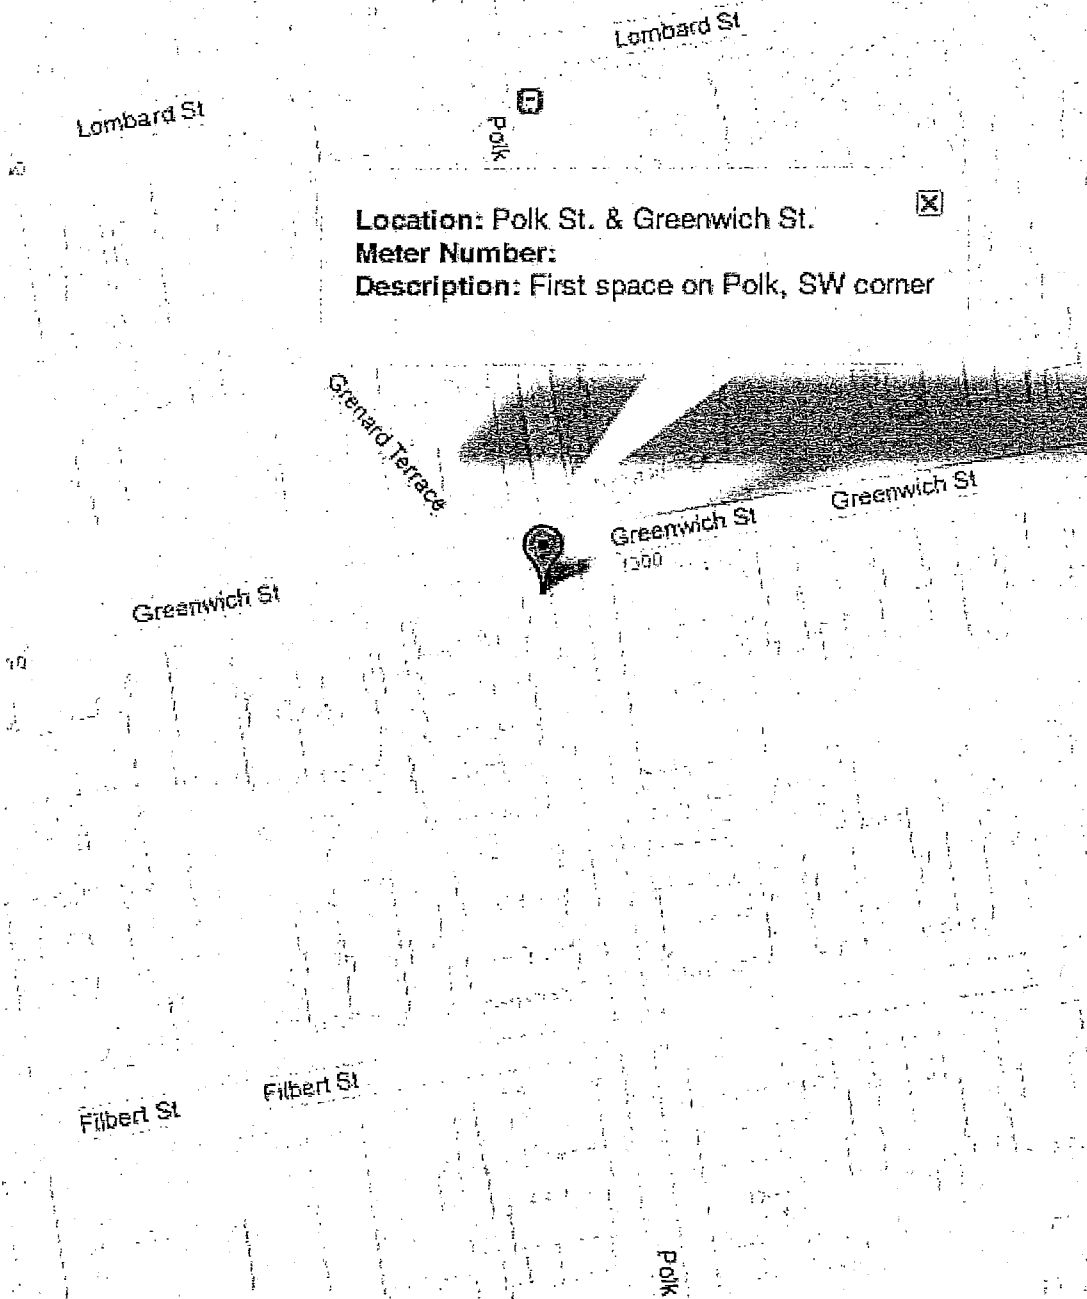 Lombard St
Lombard St
Polk
Location: Polk St. & Greenwich St.
Meter Number:
Description: First space on Polk, SW corner
Grenard Terrace
Greenwich St
Greenwich St
1300
Greenwich St
Filbert St
Filbert St
Polk